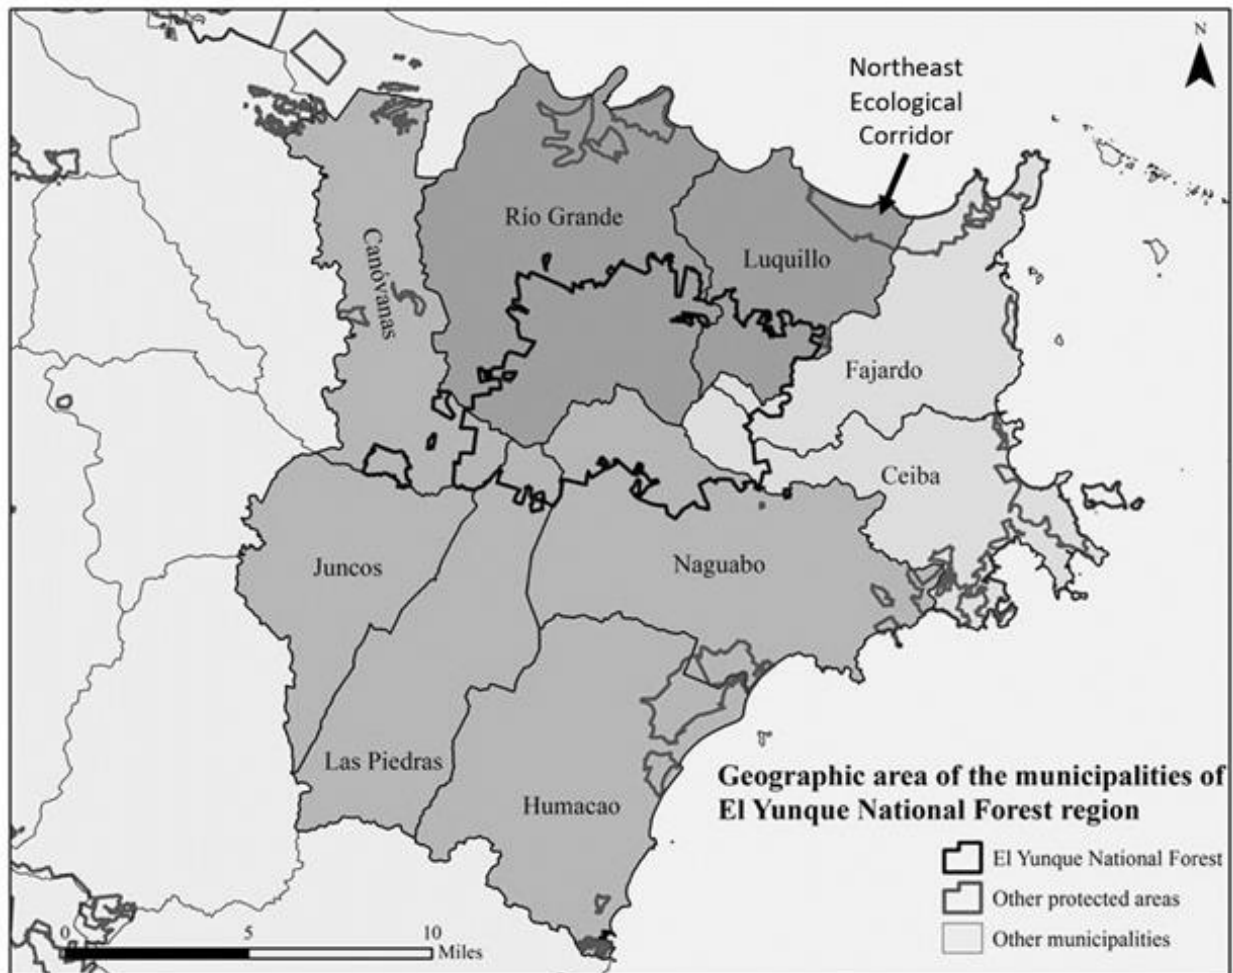 N
Northeast
Ecological
Corridor
Río Grande
Canóvanas
Luquillo
Fajardo
Ceiba
Juncos
Naguabo
Las Piedras
Humacao
Geographic area of the municipalities of
El Yunque National Forest region
El Yunque National Forest
Other protected areas
Other municipalities
0 5 10
Miles